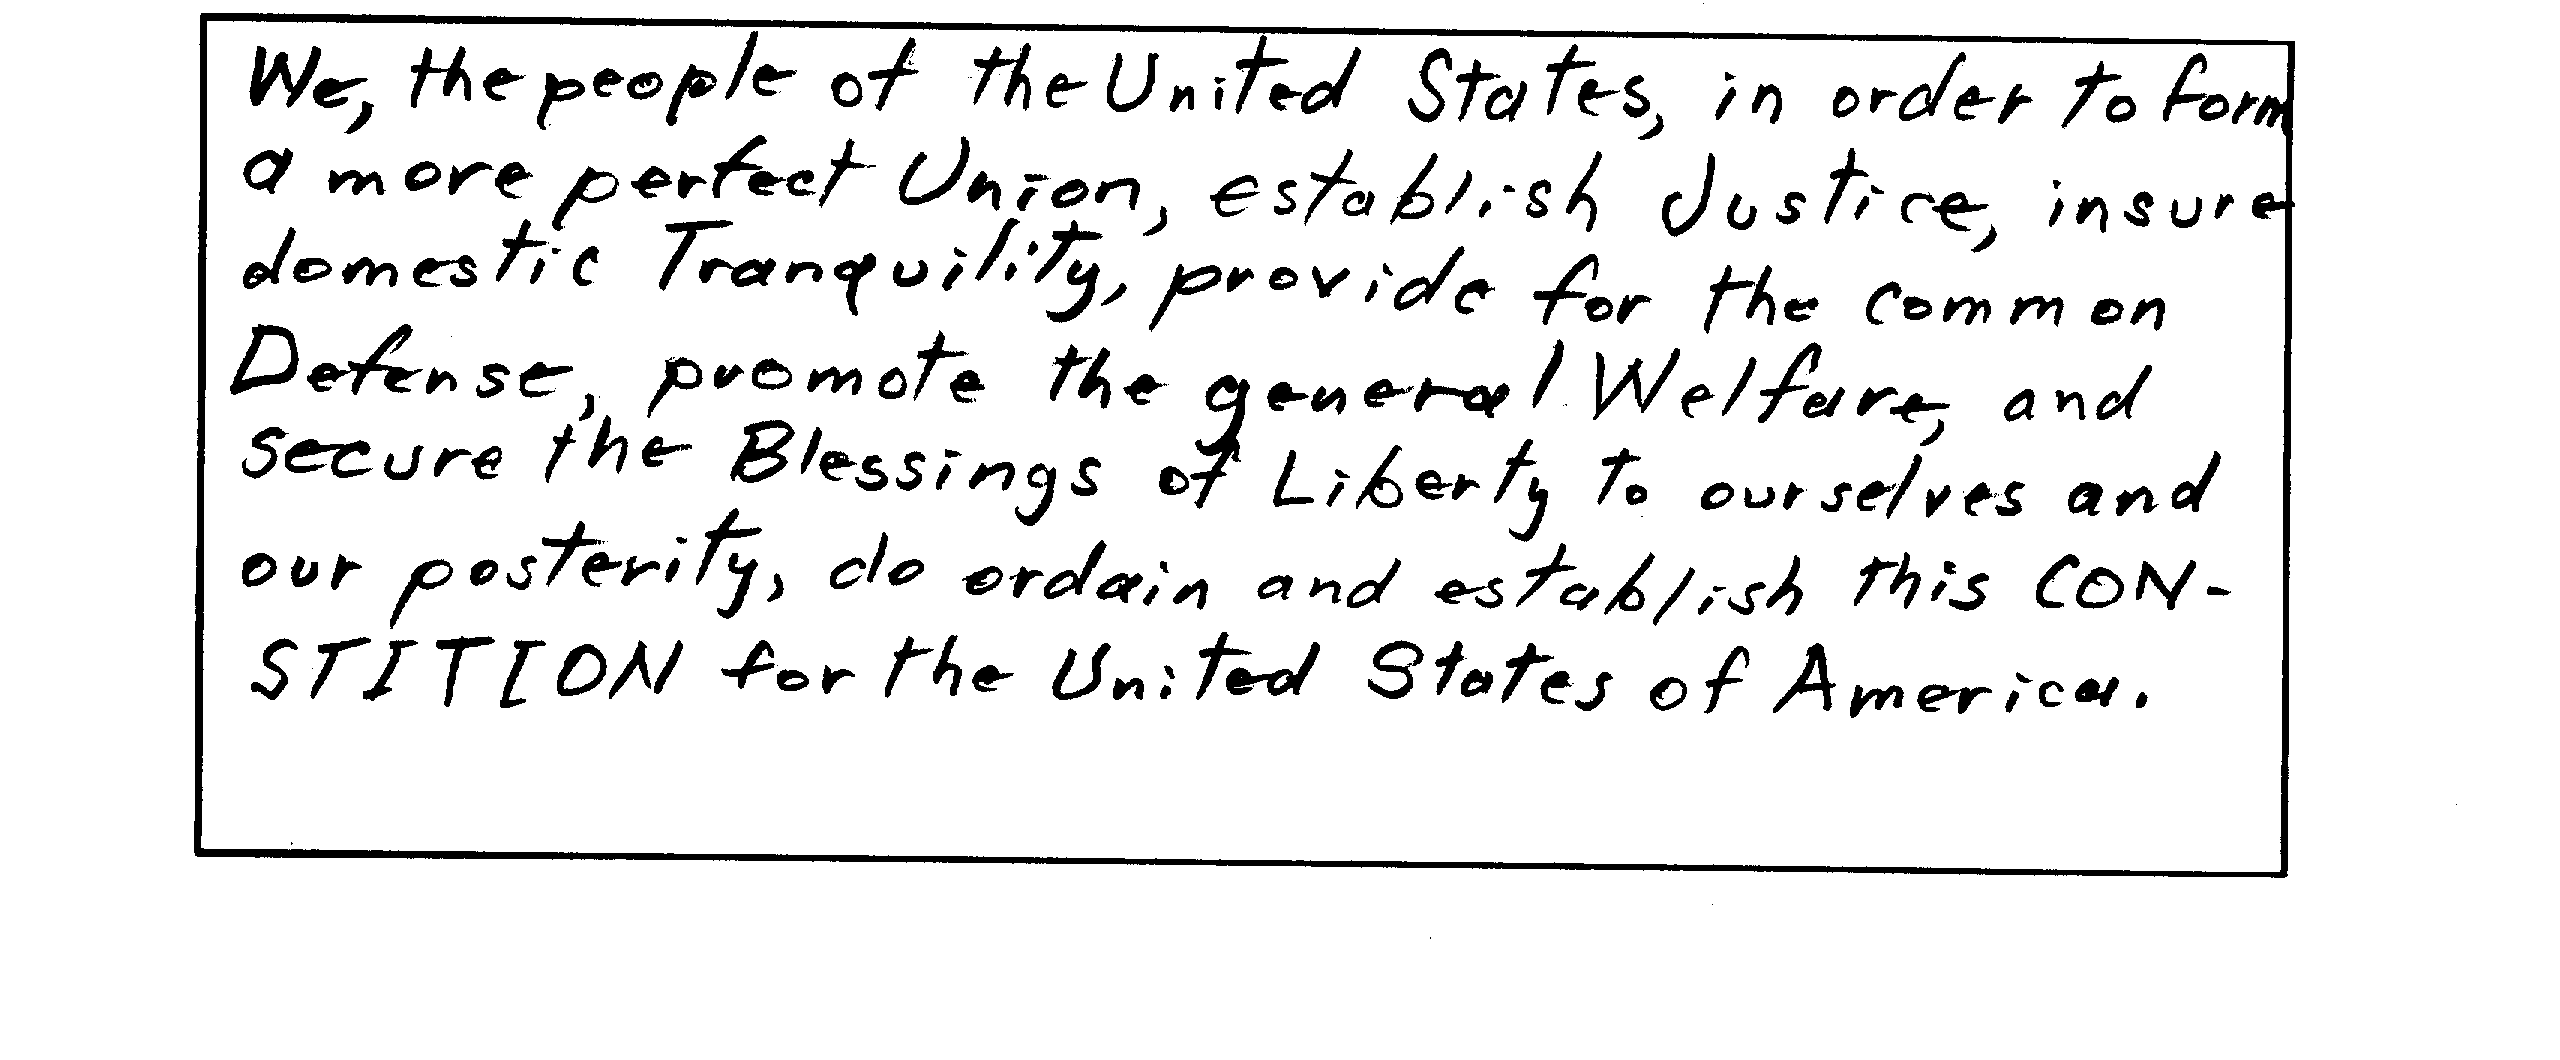 We, the people of the United States, in order to form
a more perfect Union, establish Justice, insure
domestic Tranquility, provide for the common
Defense, promote the general Welfare, and
secure the Blessings of Liberty to ourselves and
our posterity, do ordain and establish this CON-
STITION for the United States of America.